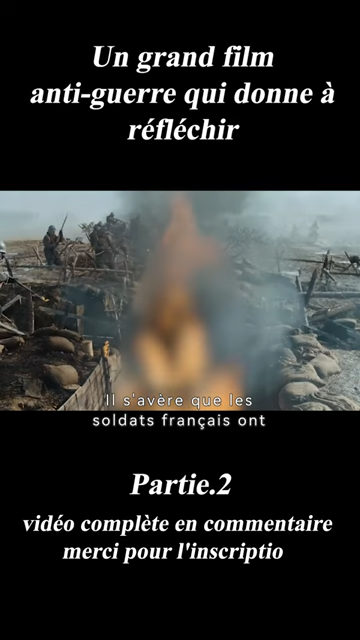 Un grand film
anti-guerre qui donne à
réfléchir
Il s'avère que les
soldats français ont
Partie.2
vidéo complète en commentaire
merci pour l'inscriptio